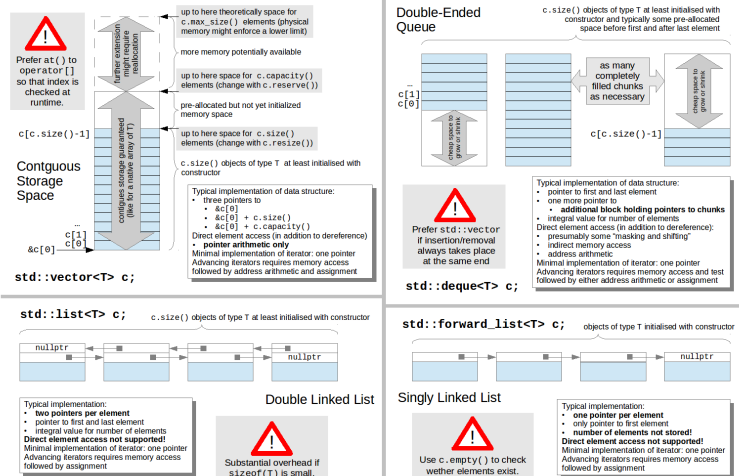 up to here theoretically space for
c.max_size() elements (physical
memory might enforce a lower limit)
more memory potentially available
up to here space for c.capacity()
elements (change with c.reserve())
pre-allocated but not yet initialized
memory space
up to here space for c.size()
elements (change with c.resize())
c.size() objects of type T at least initialised with
constructor
!
Prefer at() to
operator[]
so that index is
checked at
runtime.
further extension
might require
reallocation
contigues storage guaranteed
(like for a native array of T)
c[c.size()-1]
Contguous
Storage
Space
…
c[1]
c[0]
&c[0]
Typical implementation of data structure:
• three pointers to
• &c[0]
• &c[0] + c.size()
• &c[0] + c.capacity()
Direct element access (in addition to dereference)
• pointer arithmetic only
Minimal implementation of iterator: one pointer
Advancing iterators requires memory access
followed by address arithmetic and assignment
std::vector<T> c;
Double-Ended
Queue
c.size() objects of type T at least initialised with
constructor and typically some pre-allocated
space before first and after last element
…
c[1]
c[0]
cheap space to
grow or shrink
as many
completely
filled chunks
as necessary
cheap space to
grow or shrink
c[c.size()-1]
!
Prefer std::vector
if insertion/removal
always takes place
at the same end
Typical implementation of data structure:
• pointer to first and last element
• one more pointer to
• additional block holding pointers to chunks
• integral value for number of elements
Direct element access (in addition to dereference):
• presumably some “masking and shifting”
• indirect memory access
• address arithmetic
Minimal implementation of iterator: one pointer
Advancing iterators requires memory access and test
followed by either address arithmetic or assignment
std::deque<T> c;
std::list<T> c;
c.size() objects of type T at least initialised with constructor
nullptr
nullptr
Double Linked List
Typical implementation:
• two pointers per element
• pointer to first and last element
• integral value for number of elements
Direct element access not supported!
Minimal implementation of iterator: one pointer
Advancing iterators requires memory access
followed by assignment
!
Substantial overhead if
sizeof(T) is small.
std::forward_list<T> c;
objects of type T initialised with constructor
nullptr
Singly Linked List
!
Use c.empty() to check
wether elements exist.
Typical implementation:
• one pointer per element
• only pointer to first element
• number of elements not stored!
Direct element access not supported!
Minimal implementation of iterator: one pointer
Advancing iterators requires memory access
followed by assignment